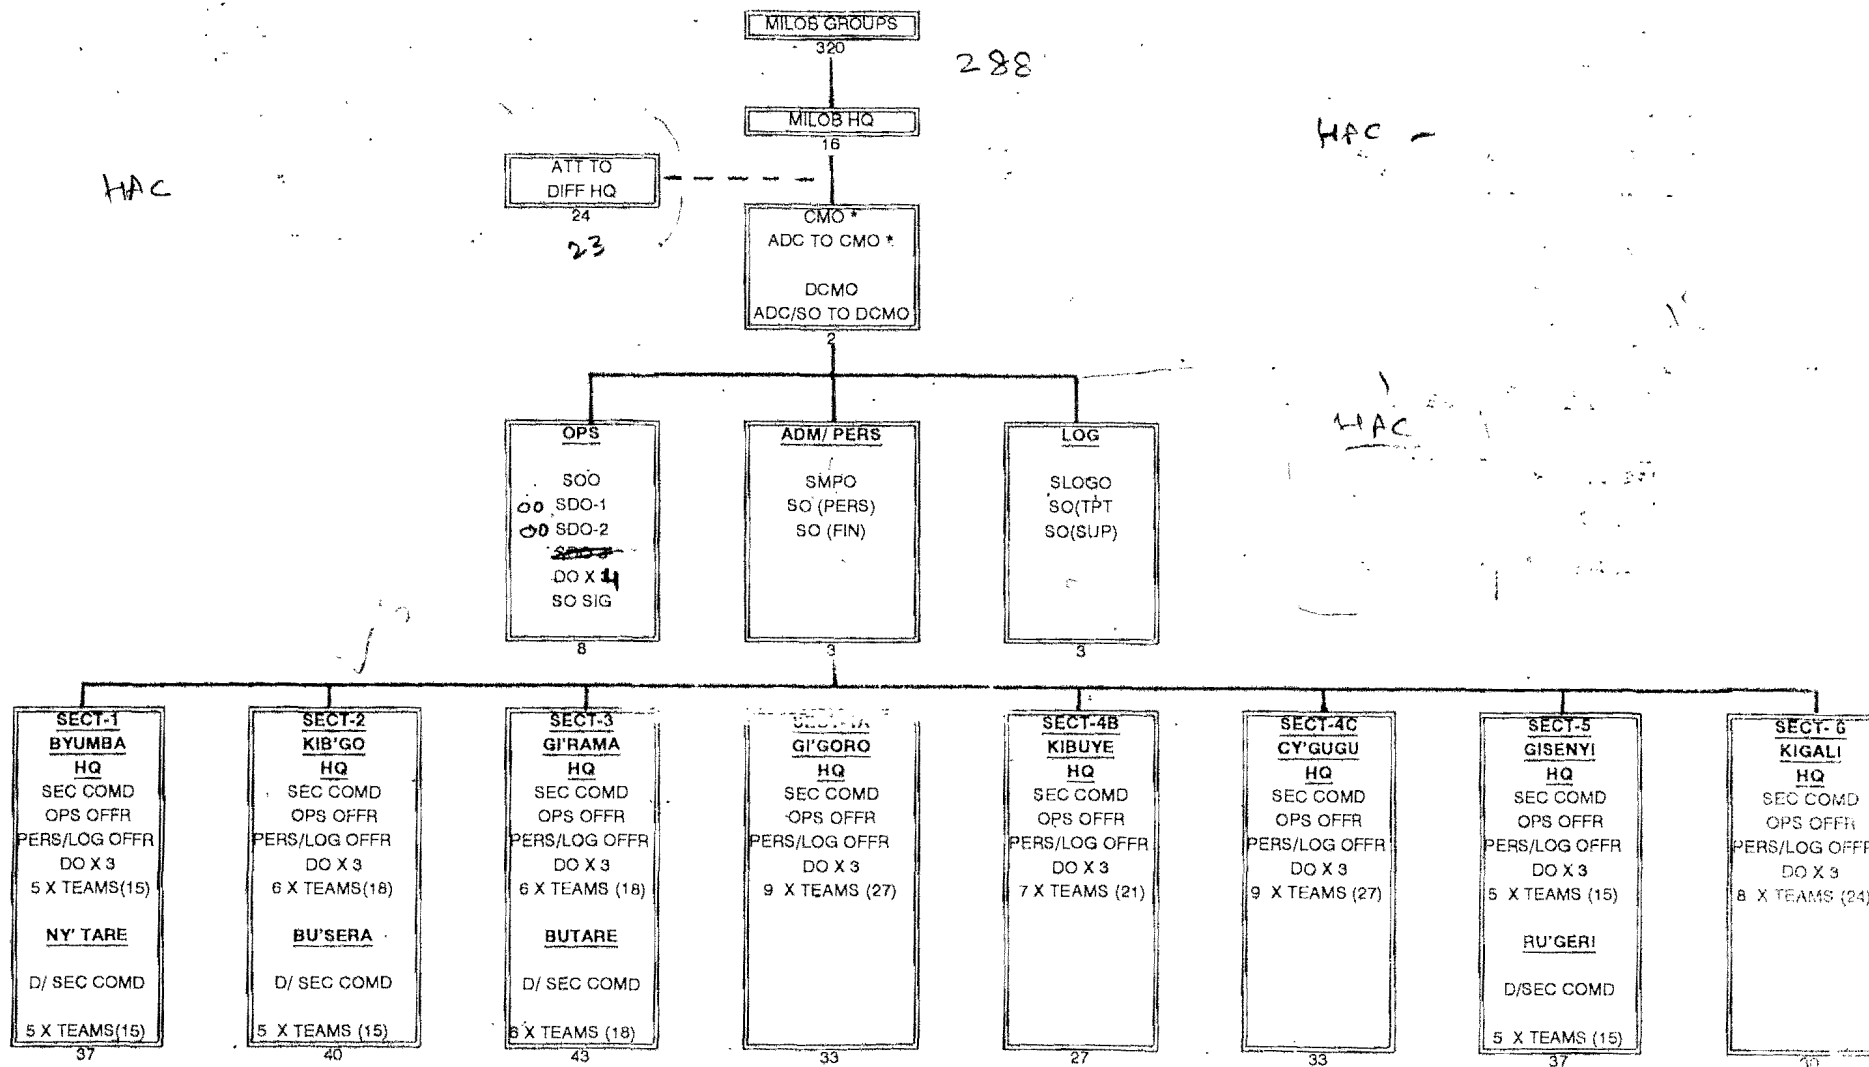 MILOB GROUPS
320
288
MILOB HQ
16
HAC -
HAC
ATT TO
DIFF HQ
24
23
CMO *
ADC TO CMO *
DCMO
ADC/SO TO DCMO
2
HAC
OPS
SOO
OO SDO-1
OO SDO-2
SDO-3
DO X 4
SO SIG
8
ADM/ PERS
SMPO
SO (PERS)
SO (FIN)
3
LOG
SLOGO
SO(TPT
SO(SUP)
3
SECT-1
BYUMBA
HQ
SEC COMD
OPS OFFR
PERS/LOG OFFR
DO X 3
5 X TEAMS(15)
NY' TARE
D/ SEC COMD
5 X TEAMS(15)
37
SECT-2
KIB'GO
HQ
SEC COMD
OPS OFFR
PERS/LOG OFFR
DO X 3
6 X TEAMS(18)
BU'SERA
D/ SEC COMD
5 X TEAMS (15)
40
SECT-3
GI'RAMA
HQ
SEC COMD
OPS OFFR
PERS/LOG OFFR
DO X 3
6 X TEAMS (18)
BUTARE
D/ SEC COMD
6 X TEAMS (18)
43
SECT-4A
GI'GORO
HQ
SEC COMD
OPS OFFR
PERS/LOG OFFR
DO X 3
9 X TEAMS (27)
33
SECT-4B
KIBUYE
HQ
SEC COMD
OPS OFFR
PERS/LOG OFFR
DO X 3
7 X TEAMS (21)
27
SECT-4C
CY'GUGU
HQ
SEC COMD
OPS OFFR
PERS/LOG OFFR
DO X 3
9 X TEAMS (27)
33
SECT-5
GISENYI
HQ
SEC COMD
OPS OFFR
PERS/LOG OFFR
DO X 3
5 X TEAMS (15)
RU'GERI
D/SEC COMD
5 X TEAMS (15)
37
SECT- 6
KIGALI
HQ
SEC COMD
OPS OFFR
PERS/LOG OFFR
DO X 3
8 X TEAMS (24)
30